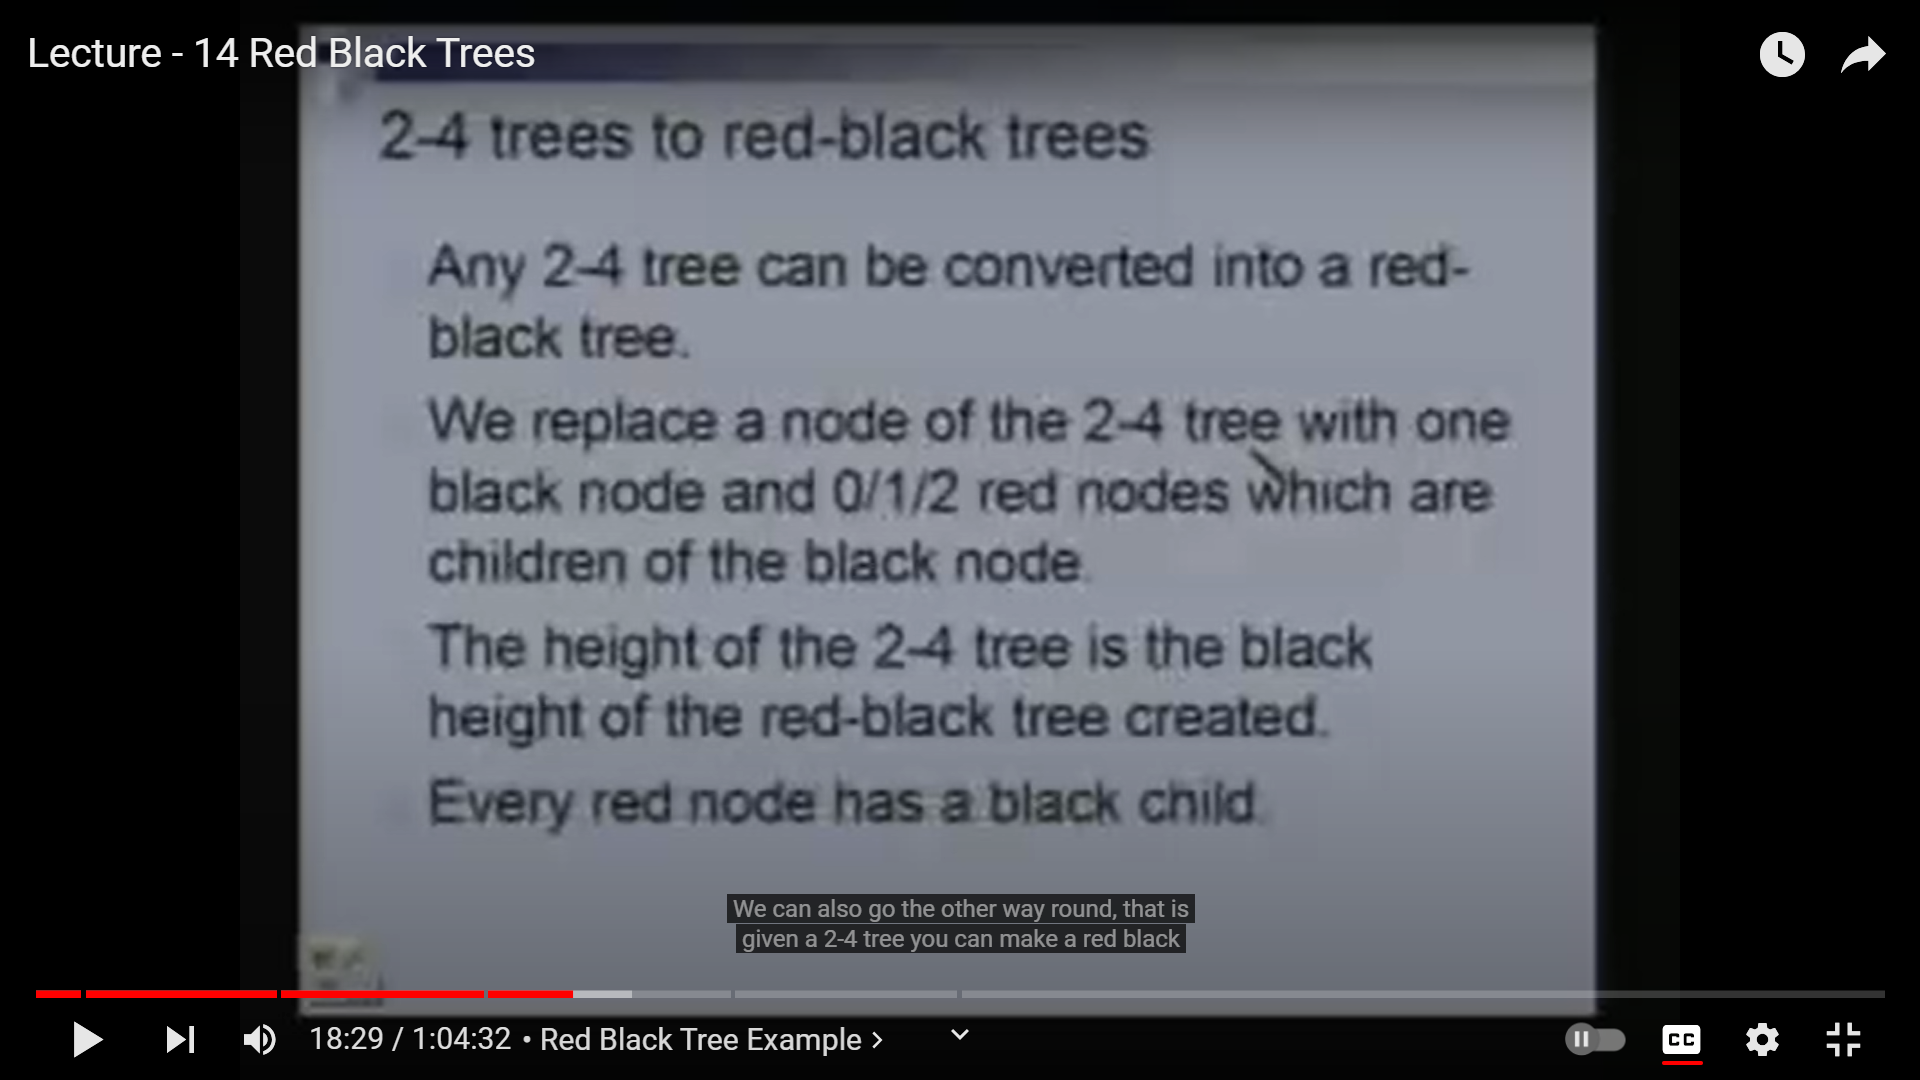 Lecture - 14 Red Black Trees
2-4 trees to red-black trees
Any 2-4 tree can be converted into a red-
black tree.
We replace a node of the 2-4 tree with one
black node and 0/1/2 red nodes which are
children of the black node.
The height of the 2-4 tree is the black
height of the red-black tree created.
Every red node has a black child.
We can also go the other way round, that is
given a 2-4 tree you can make a red black
18:29 / 1:04:32 • Red Black Tree Example >
CC